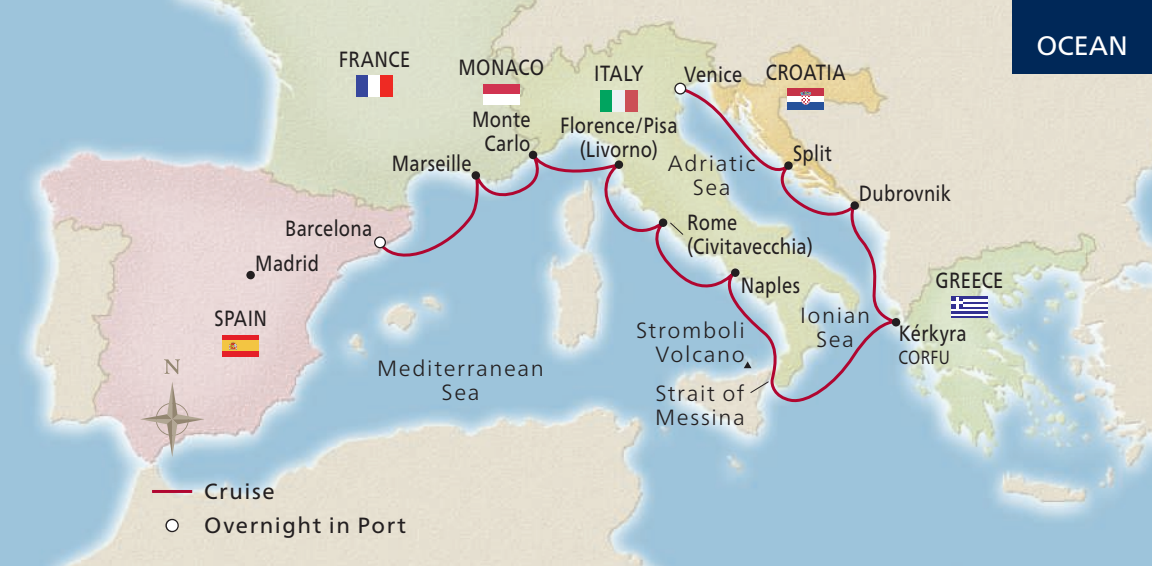 OCEAN
FRANCE
MONACO
ITALY
Venice
CROATIA
Monte
Carlo
Florence/Pisa
(Livorno)
Marseille
Adriatic
Sea
Split
Dubrovnik
Barcelona
Rome
(Civitavecchia)
Madrid
Naples
GREECE
SPAIN
Stromboli
Volcano
Ionian
Sea
Kérkyra
CORFU
N
Mediterranean
Sea
Strait of
Messina
Cruise
Overnight in Port